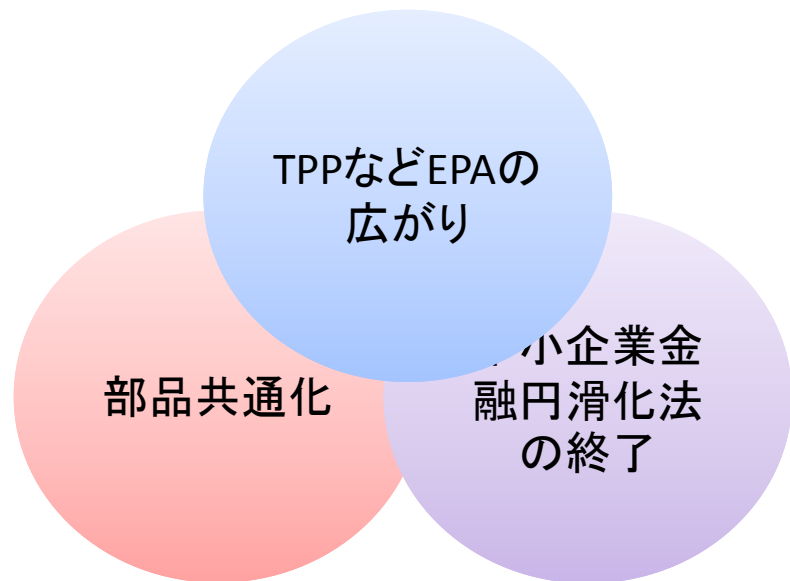 TPPなどEPAの
広がり
部品共通化
小企業金
融円滑化法
の終了